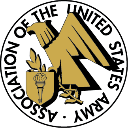 ASSOCIATION OF THE UNITED STATES ARMY